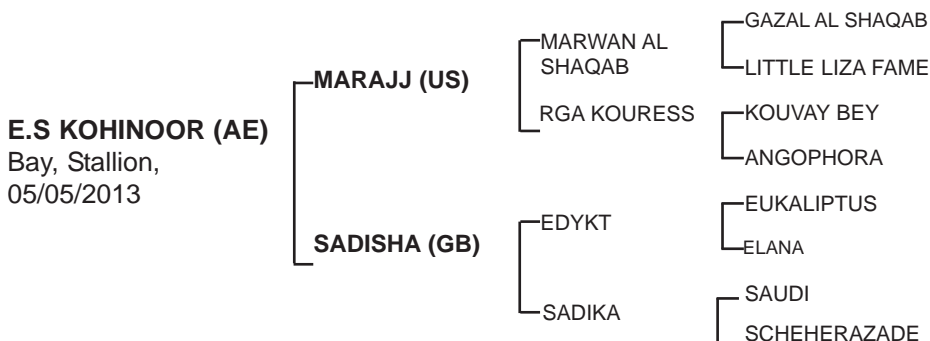 E.S KOHINOOR (AE)
Bay, Stallion,
05/05/2013
MARAJJ (US)
SADISHA (GB)
MARWAN AL
SHAQAB
RGA KOURESS
EDYKT
SADIKA
GAZAL AL SHAQAB
LITTLE LIZA FAME
KOUVAY BEY
ANGOPHORA
EUKALIPTUS
ELANA
SAUDI
SCHEHERAZADE